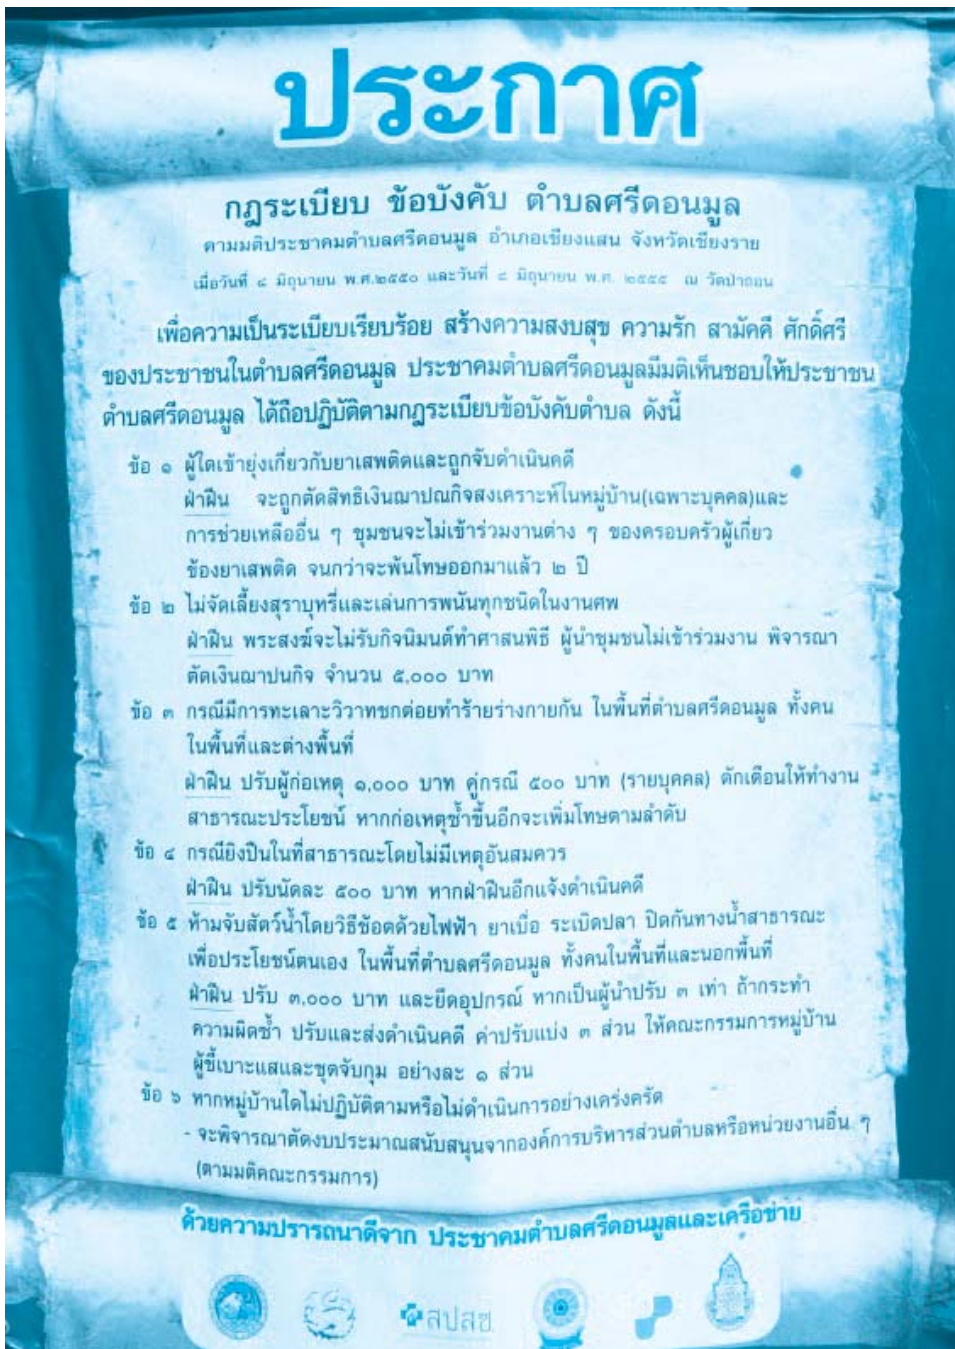 ประกาศ
กฎระเบียบ ข้อบังคับ ตำบลศรีดอนมูล
ตามมติประชาคมตำบลศรีดอนมูล อำเภอเชียงแสน จังหวัดเชียงราย
เมื่อวันที่ ๘ มิถุนายน พ.ศ.๒๕๕๐ และวันที่ ๘ มิถุนายน พ.ศ. ๒๕๕๕ ณ วัดป่าถอน
เพื่อความเป็นระเบียบเรียบร้อย สร้างความสงบสุข ความรัก สามัคคี ศักดิ์ศรี
ของประชาชนในตำบลศรีดอนมูล ประชาคมตำบลศรีดอนมูลมีมติเห็นชอบให้ประชาชน
ตำบลศรีดอนมูล ได้ถือปฏิบัติตามกฎระเบียบข้อบังคับตำบล ดังนี้
ข้อ ๑ ผู้ใดเข้ายุ่งเกี่ยวกับยาเสพติดและถูกจับดำเนินคดี
ฝ่าฝืน จะถูกตัดสิทธิเงินฌาปณกิจสงเคราะห์ในหมู่บ้าน(เฉพาะบุคคล)และ
การช่วยเหลืออื่น ๆ ชุมชนจะไม่เข้าร่วมงานต่าง ๆ ของครอบครัวผู้เกี่ยว
ข้องยาเสพติด จนกว่าจะพ้นโทษออกมาแล้ว ๒ ปี
ข้อ ๒ ไม่จัดเลี้ยงสุราบุหรี่และเล่นการพนันทุกชนิดในงานศพ
ฝ่าฝืน พระสงฆ์จะไม่รับกิจนิมนต์ทำศาสนพิธี ผู้นำชุมชนไม่เข้าร่วมงาน พิจารณา
ตัดเงินฌาปนกิจ จำนวน ๕,๐๐๐ บาท
ข้อ ๓ กรณีมีการทะเลาะวิวาทชกต่อยทำร้ายร่างกายกัน ในพื้นที่ตำบลศรีดอนมูล ทั้งคน
ในพื้นที่และต่างพื้นที่
ฝ่าฝืน ปรับผู้ก่อเหตุ ๑,๐๐๐ บาท คู่กรณี ๕๐๐ บาท (รายบุคคล) ตักเตือนให้ทำงาน
สาธารณะประโยชน์ หากก่อเหตุซ้ำขึ้นอีกจะเพิ่มโทษตามลำดับ
ข้อ ๔ กรณียิงปืนในที่สาธารณะโดยไม่มีเหตุอันสมควร
ฝ่าฝืน ปรับนัดละ ๕๐๐ บาท หากฝ่าฝืนอีกแจ้งดำเนินคดี
ข้อ ๕ ห้ามจับสัตว์น้ำโดยวิธีช้อตด้วยไฟฟ้า ยาเบื่อ ระเบิดปลา ปิดกั้นทางน้ำสาธารณะ
เพื่อประโยชน์ตนเอง ในพื้นที่ตำบลศรีดอนมูล ทั้งคนในพื้นที่และนอกพื้นที่
ฝ่าฝืน ปรับ ๓,๐๐๐ บาท และยึดอุปกรณ์ หากเป็นผู้นำปรับ ๓ เท่า ถ้ากระทำ
ความผิดซ้ำ ปรับและส่งดำเนินคดี ค่าปรับแบ่ง ๓ ส่วน ให้คณะกรรมการหมู่บ้าน
ผู้ชี้เบาะแสและชุดจับกุม อย่างละ ๑ ส่วน
ข้อ ๖ หากหมู่บ้านใดไม่ปฏิบัติตามหรือไม่ดำเนินการอย่างเคร่งครัด
- จะพิจารณาตัดงบประมาณสนับสนุนจากองค์การบริหารส่วนตำบลหรือหน่วยงานอื่น ๆ
(ตามมติคณะกรรมการ)
ด้วยความปรารถนาดีจาก ประชาคมตำบลศรีดอนมูลและเครือข่าย
สปสช